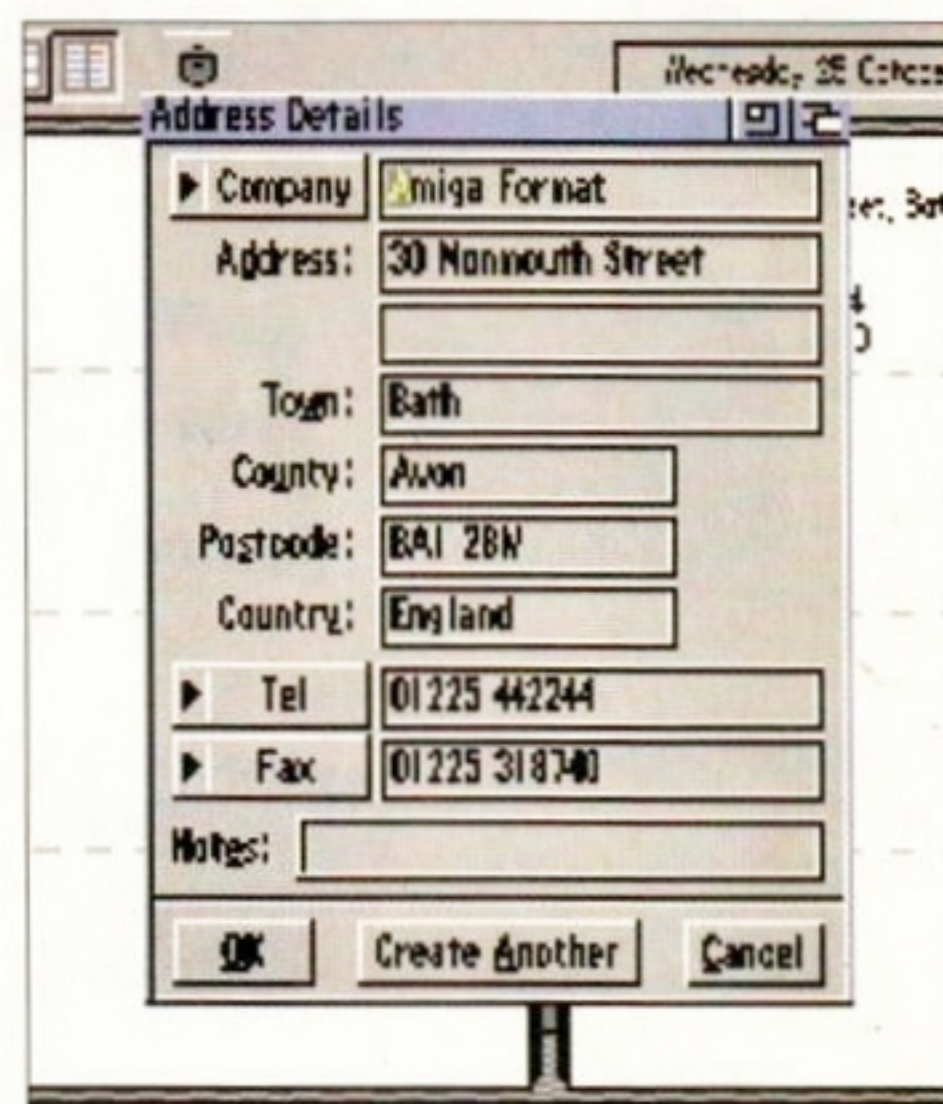 Address Details
Company Amiga Format
Address: 30 Monmouth Street
Town: Bath
County: Avon
Postcode: BA1 2BW
Country: England
Tel 01225 442244
Fax 01225 318740
Notes:
OK Create Another Cancel